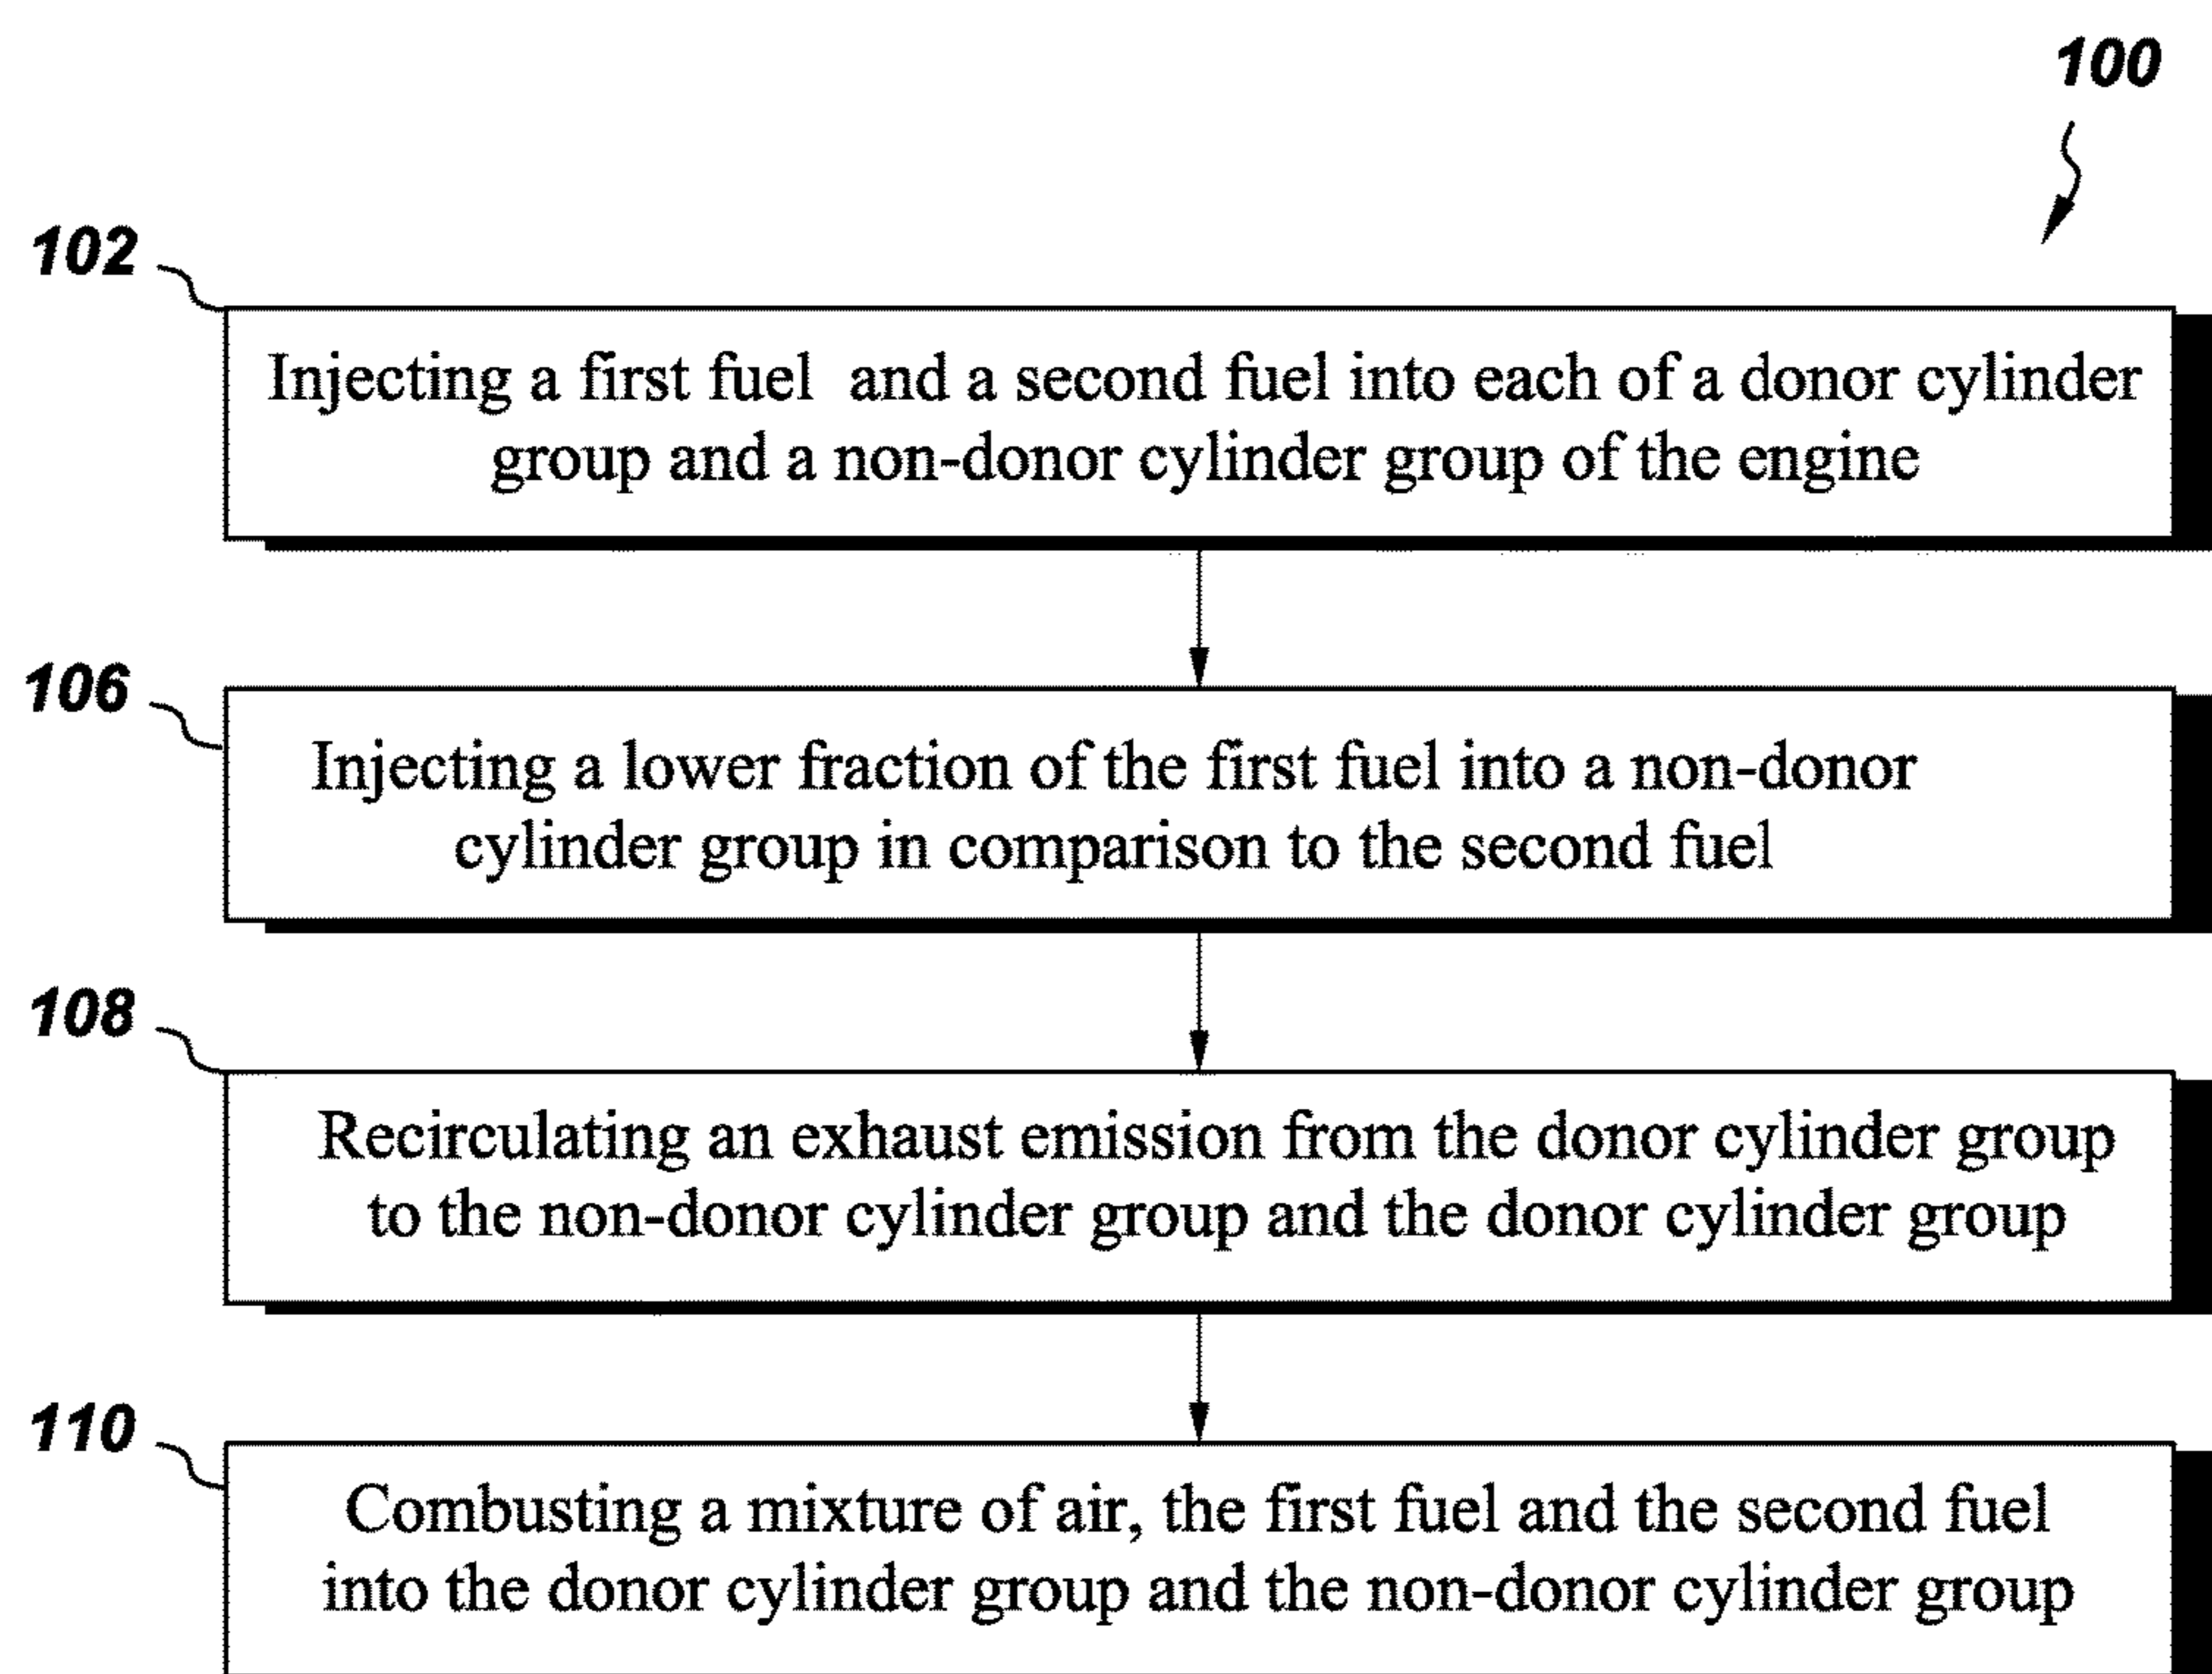 100
102
Injecting a first fuel and a second fuel into each of a donor cylinder
group and a non-donor cylinder group of the engine
106
Injecting a lower fraction of the first fuel into a non-donor
cylinder group in comparison to the second fuel
108
Recirculating an exhaust emission from the donor cylinder group
to the non-donor cylinder group and the donor cylinder group
110
Combusting a mixture of air, the first fuel and the second fuel
into the donor cylinder group and the non-donor cylinder group